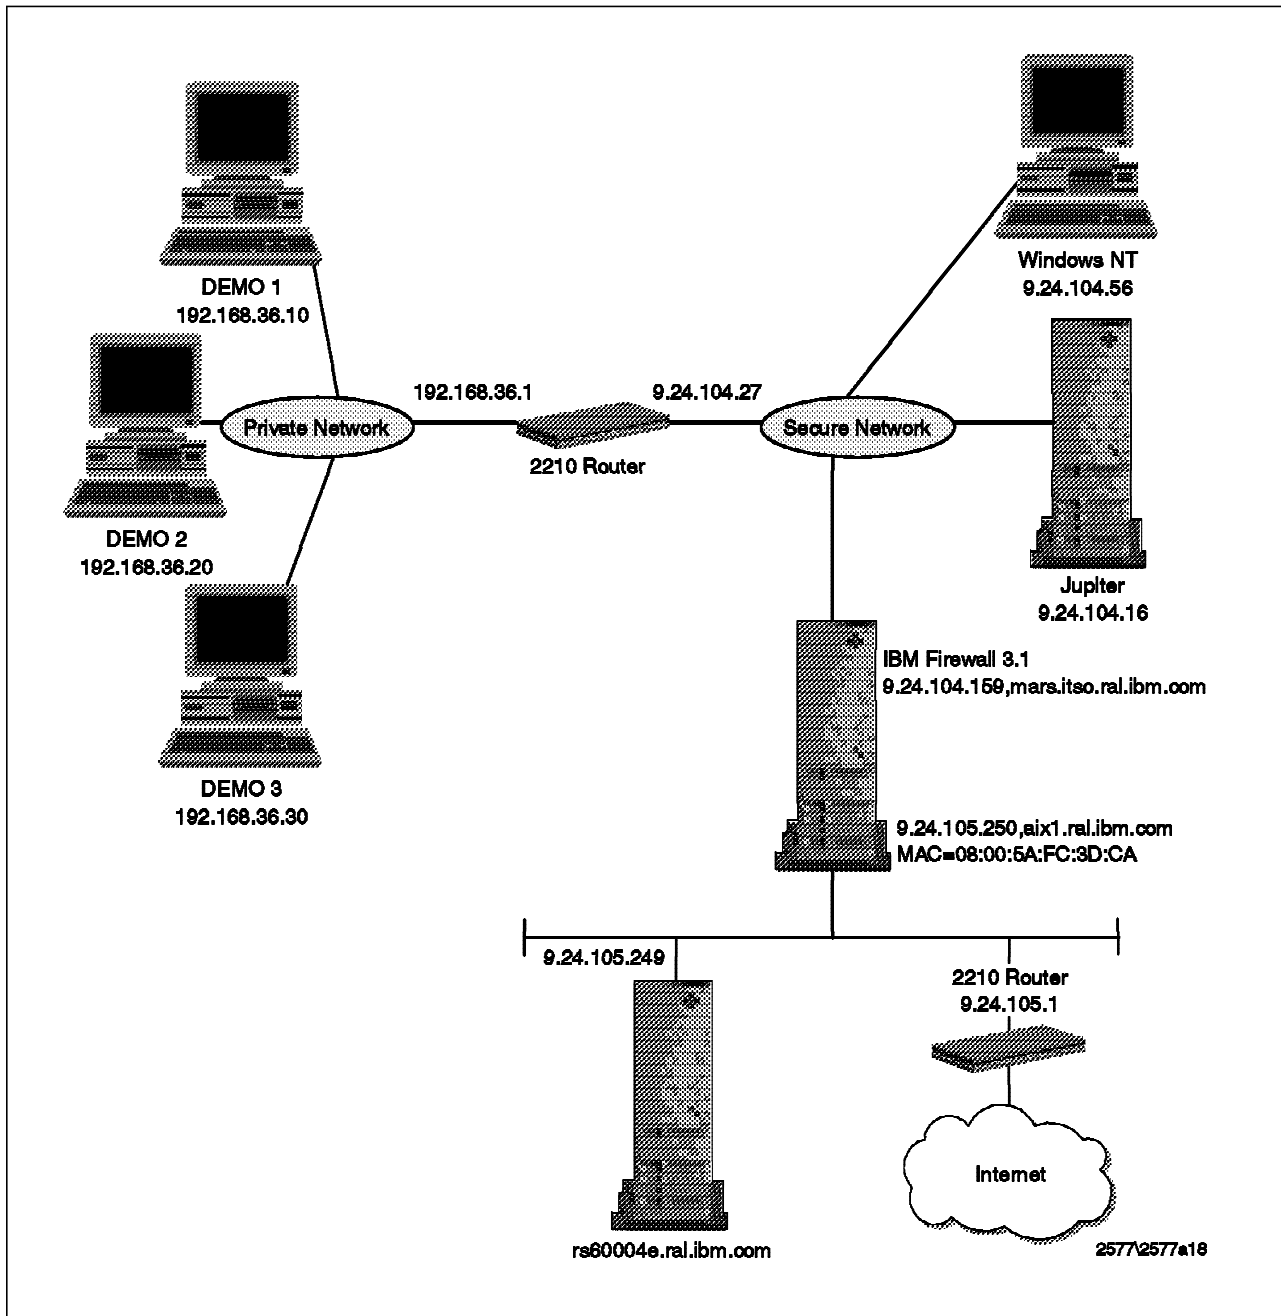 DEMO 1
192.168.36.10
DEMO 2
192.168.36.20
DEMO 3
192.168.36.30
Private Network
192.168.36.1
2210 Router
9.24.104.27
Secure Network
Windows NT
9.24.104.56
Jupiter
9.24.104.16
IBM Firewall 3.1
9.24.104.159,mars.itso.ral.ibm.com
9.24.105.250,aix1.ral.ibm.com
MAC=08:00:5A:FC:3D:CA
9.24.105.249
rs60004e.ral.ibm.com
2210 Router
9.24.105.1
Internet
2577\2577a18